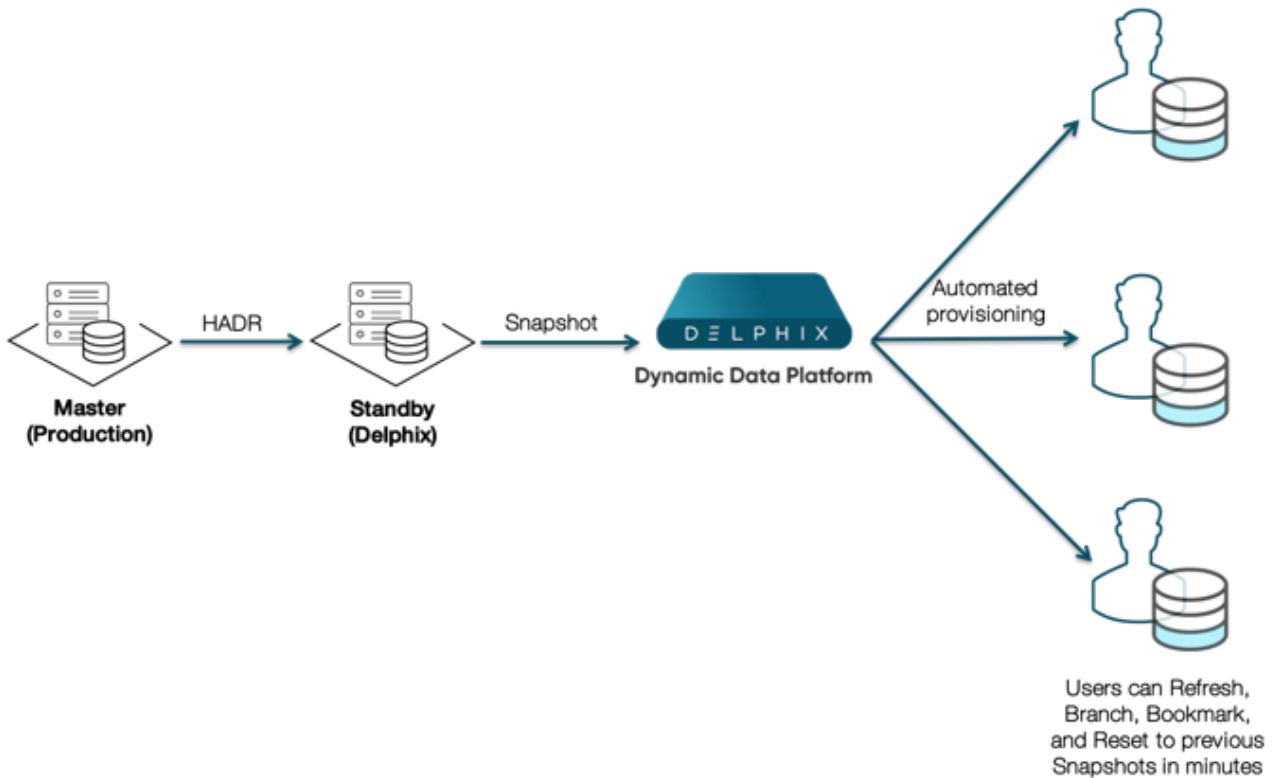 HADR
Snapshot
Automated
provisioning
DELPHIX
Dynamic Data Platform
Master
(Production)
Standby
(Delphix)
Users can Refresh,
Branch, Bookmark,
and Reset to previous
Snapshots in minutes